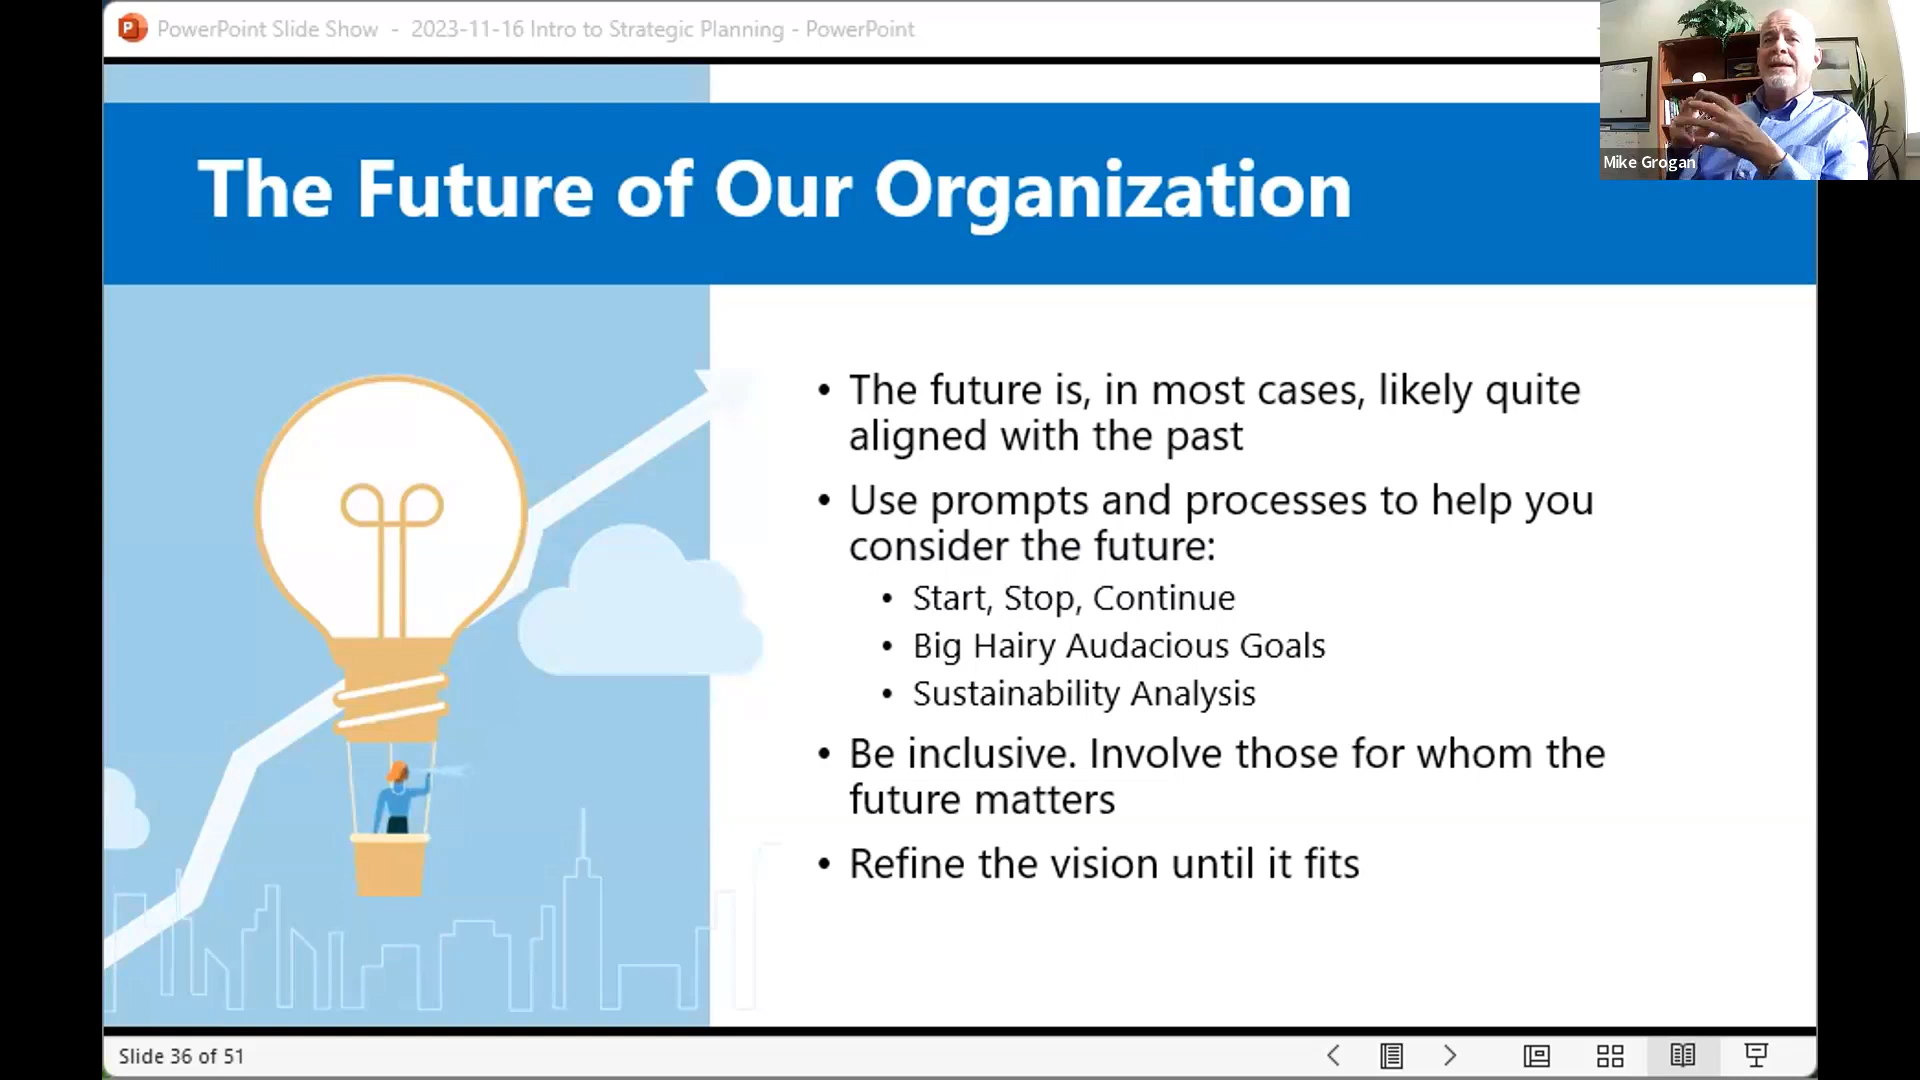 PowerPoint Slide Show - 2023-11-16 Intro to Strategic Planning - PowerPoint
Mike Grogan
The Future of Our Organization
• The future is, in most cases, likely quite
aligned with the past
• Use prompts and processes to help you
consider the future:
• Start, Stop, Continue
• Big Hairy Audacious Goals
• Sustainability Analysis
• Be inclusive. Involve those for whom the
future matters
• Refine the vision until it fits
Slide 36 of 51